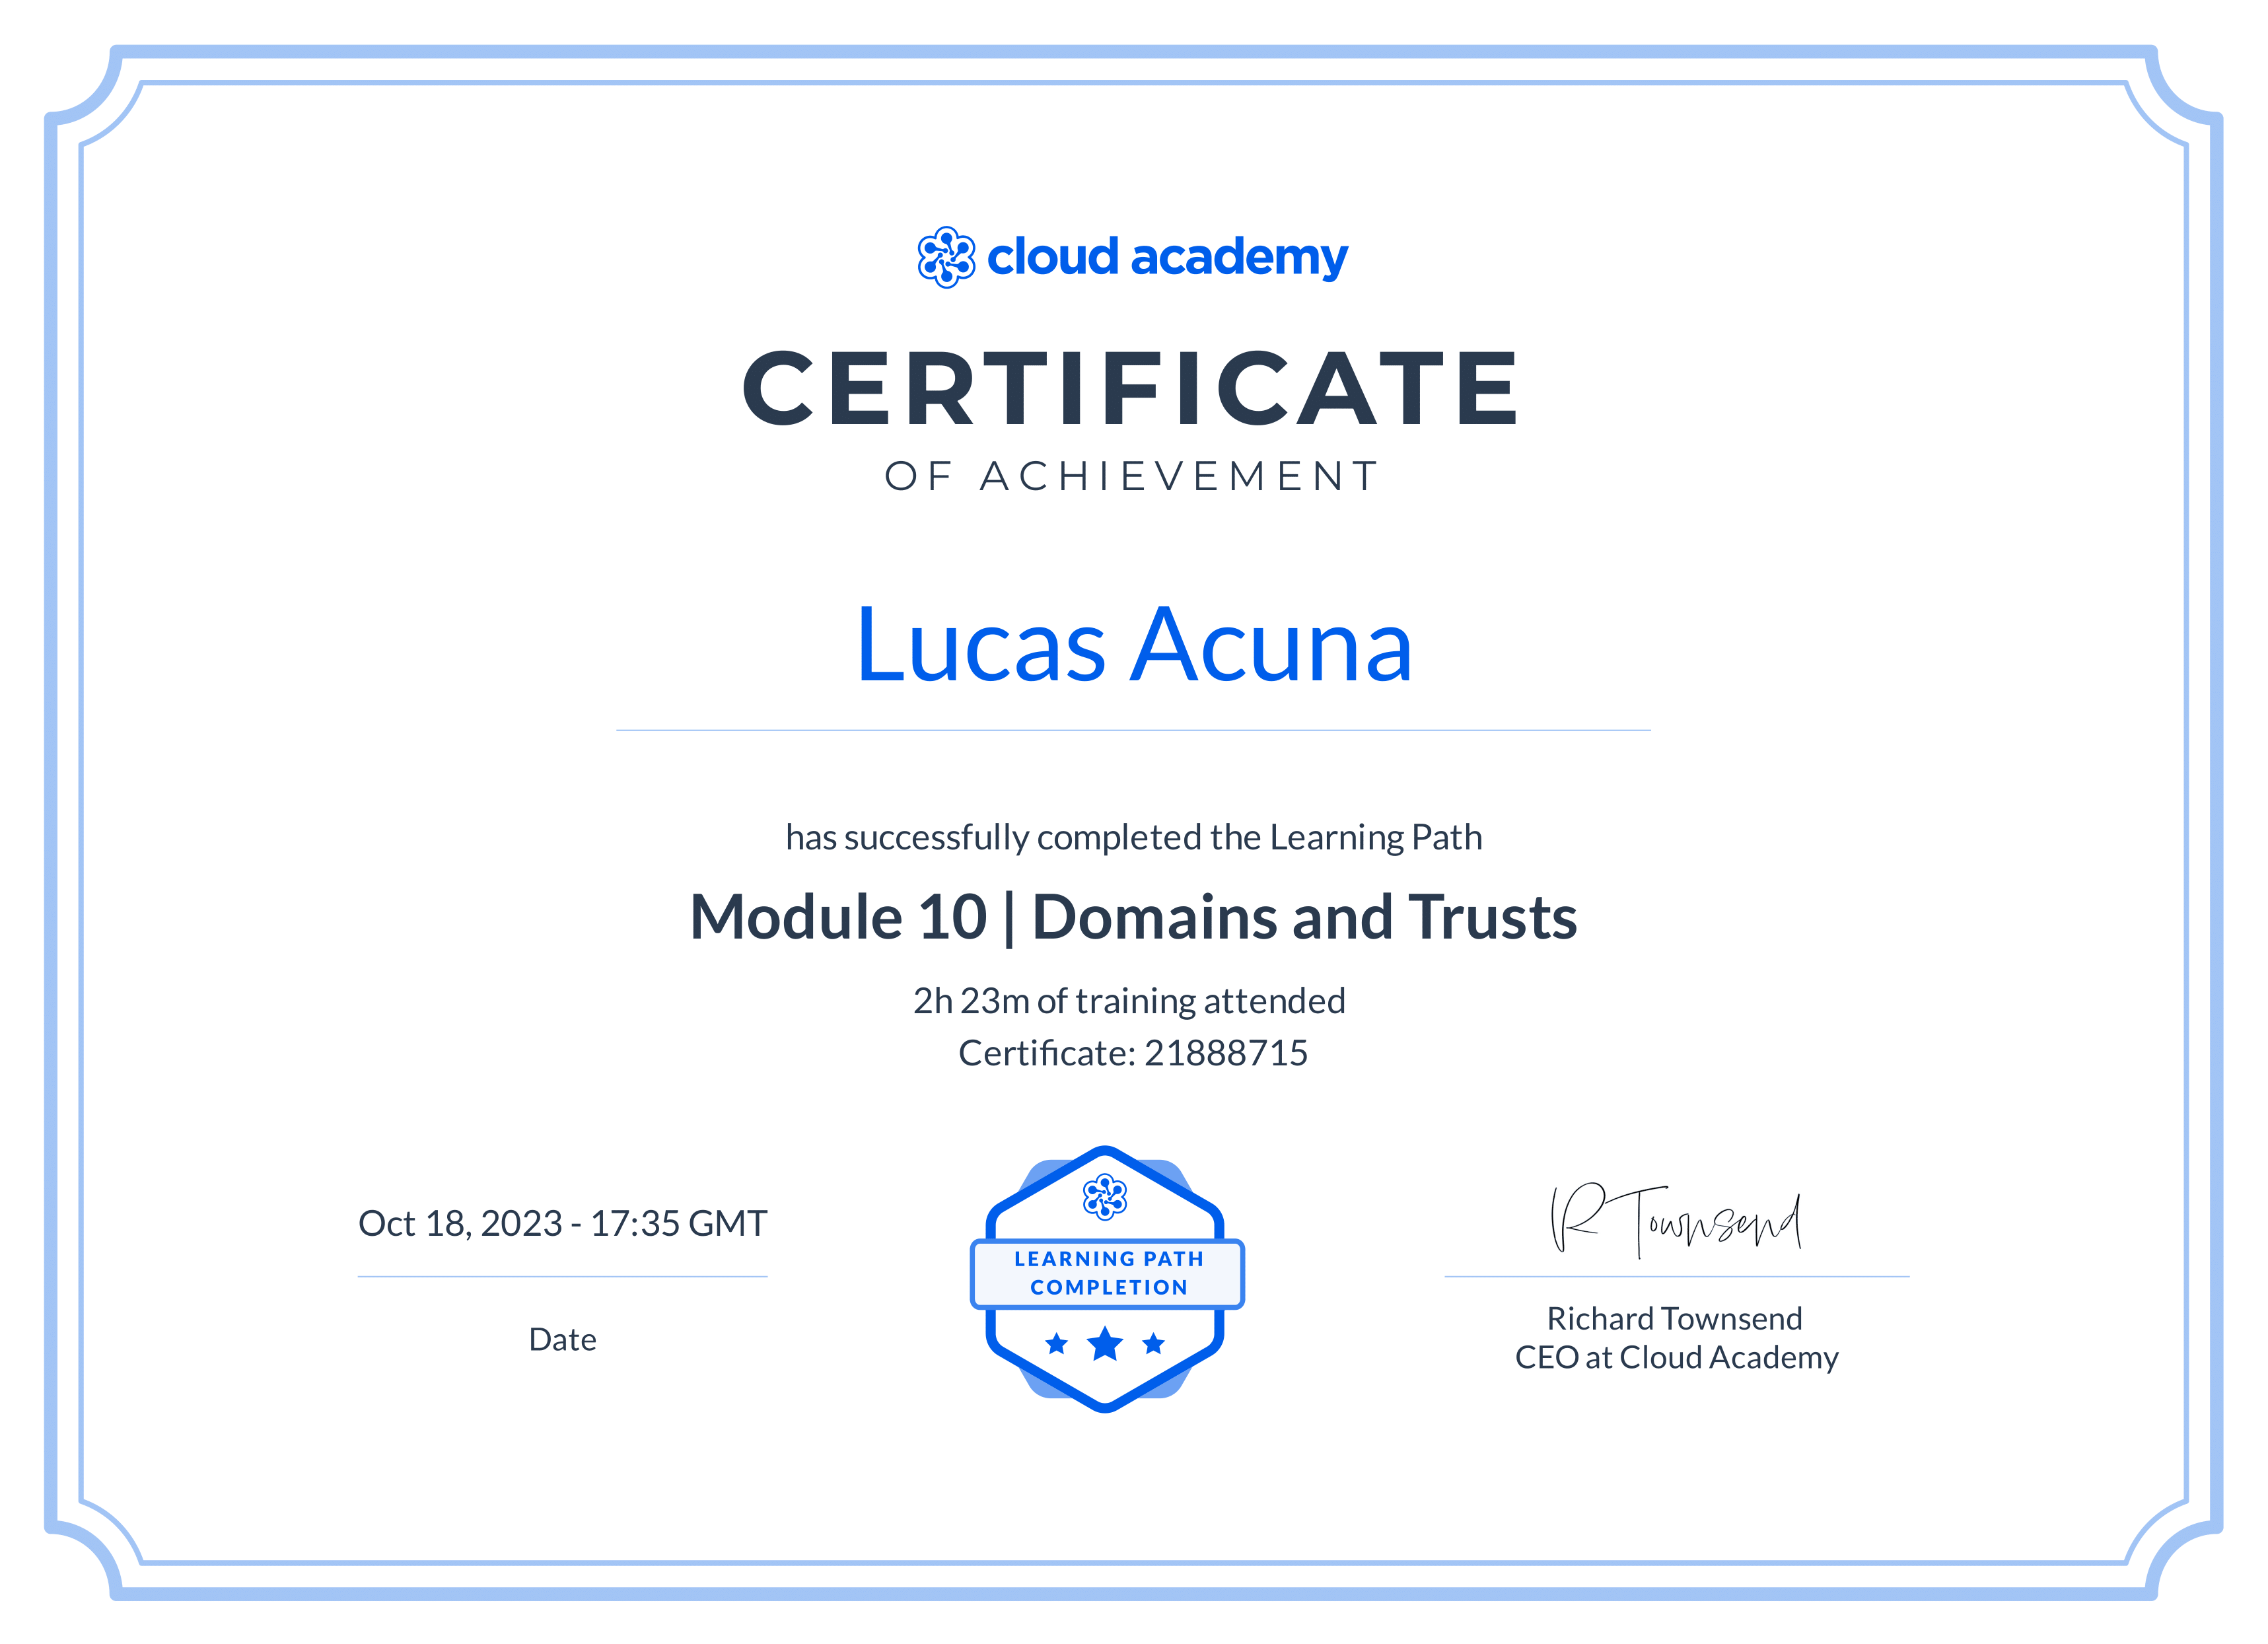 cloud academy
CERTIFICATE
OF ACHIEVEMENT
Lucas Acuna
has successfully completed the Learning Path
Module 10 | Domains and Trusts
2h 23m of training attended
Certificate: 21888715
Oct 18, 2023 - 17:35 GMT
Date
LEARNING PATH
COMPLETION
R Townsend
Richard Townsend
CEO at Cloud Academy